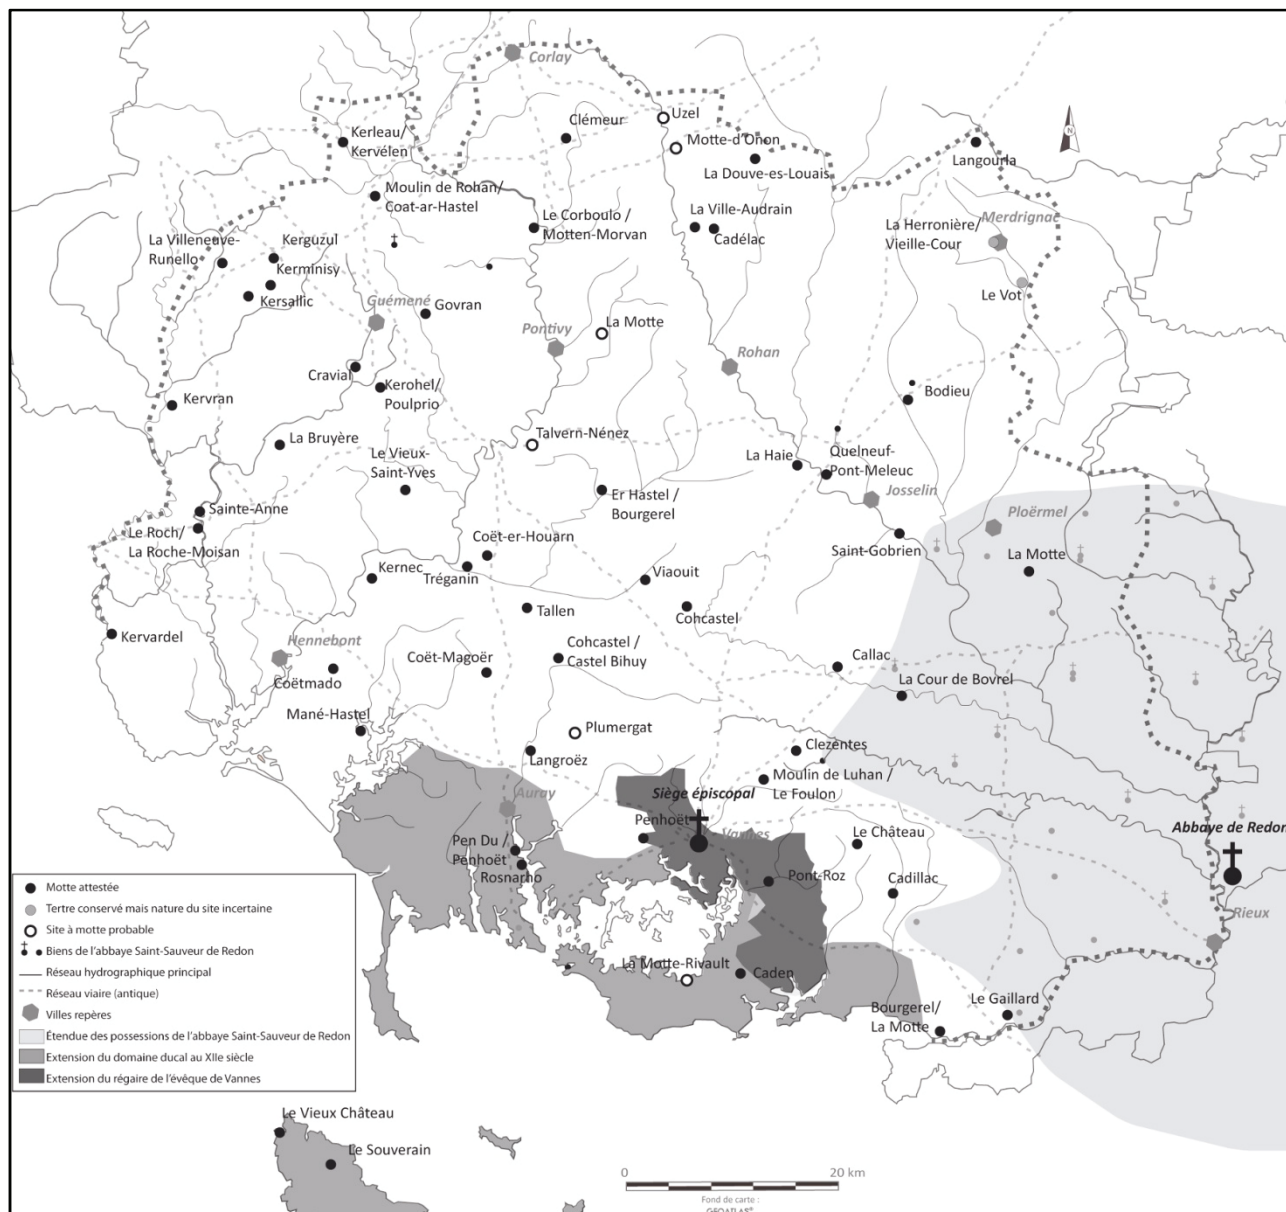 Corlay
Uzel
Clémeur
Kerleau/
Kervélen
Motte-d'Onon
La Douve-es-Louais
Langourla
N
Moulin de Rohan/
Coat-ar-Hastel
Le Corboulo /
Motten-Morvan
La Ville-Audrain
Cadélac
La Herronière/
Vieille-Cour
Merdrignac
La Villeneuve-
Runello
Kerguzul
Kerminisy
Kersallic
Le Vot
Guémené
Govran
Pontivy
La Motte
Rohan
Cravial
Kerohel/
Poulprio
Kervran
Bodieu
La Bruyère
Talvern-Nénez
Le Vieux-
Saint-Yves
La Haie
Quelneuf-
Pont-Meleuc
Er Hastel /
Bourgerel
Josselin
Sainte-Anne
Le Roch/
La Roche-Moisan
Ploërmel
Coët-er-Houarn
Saint-Gobrien
La Motte
Kernec
Tréganin
Viaouit
Tallen
Cohcastel
Kervardel
Hennebont
Coëtmado
Coët-Magoër
Cohcastel /
Castel Bihuy
Callac
La Cour de Bovrel
Mané-Hastel
Plumergat
Langroëz
Clezentes
Moulin de Luhan /
Le Foulon
Siège épiscopal
Auray
Penhoët
Vannes
Le Château
Abbaye de Redon
Pen Du /
Penhoët
Rosnarho
Pont-Roz
Cadillac
Rieux
La Motte-Rivault
Caden
Le Gaillard
Bourgerel/
La Motte
Motte attestée
Tertre conservé mais nature du site incertaine
Site à motte probable
Biens de l'abbaye Saint-Sauveur de Redon
Réseau hydrographique principal
Réseau viaire (antique)
Villes repères
Étendue des possessions de l'abbaye Saint-Sauveur de Redon
Extension du domaine ducal au XIIe siècle
Extension du régaire de l'évêque de Vannes
Le Vieux Château
Le Souverain
0 20 km
Fond de carte :
GEOATLAS®